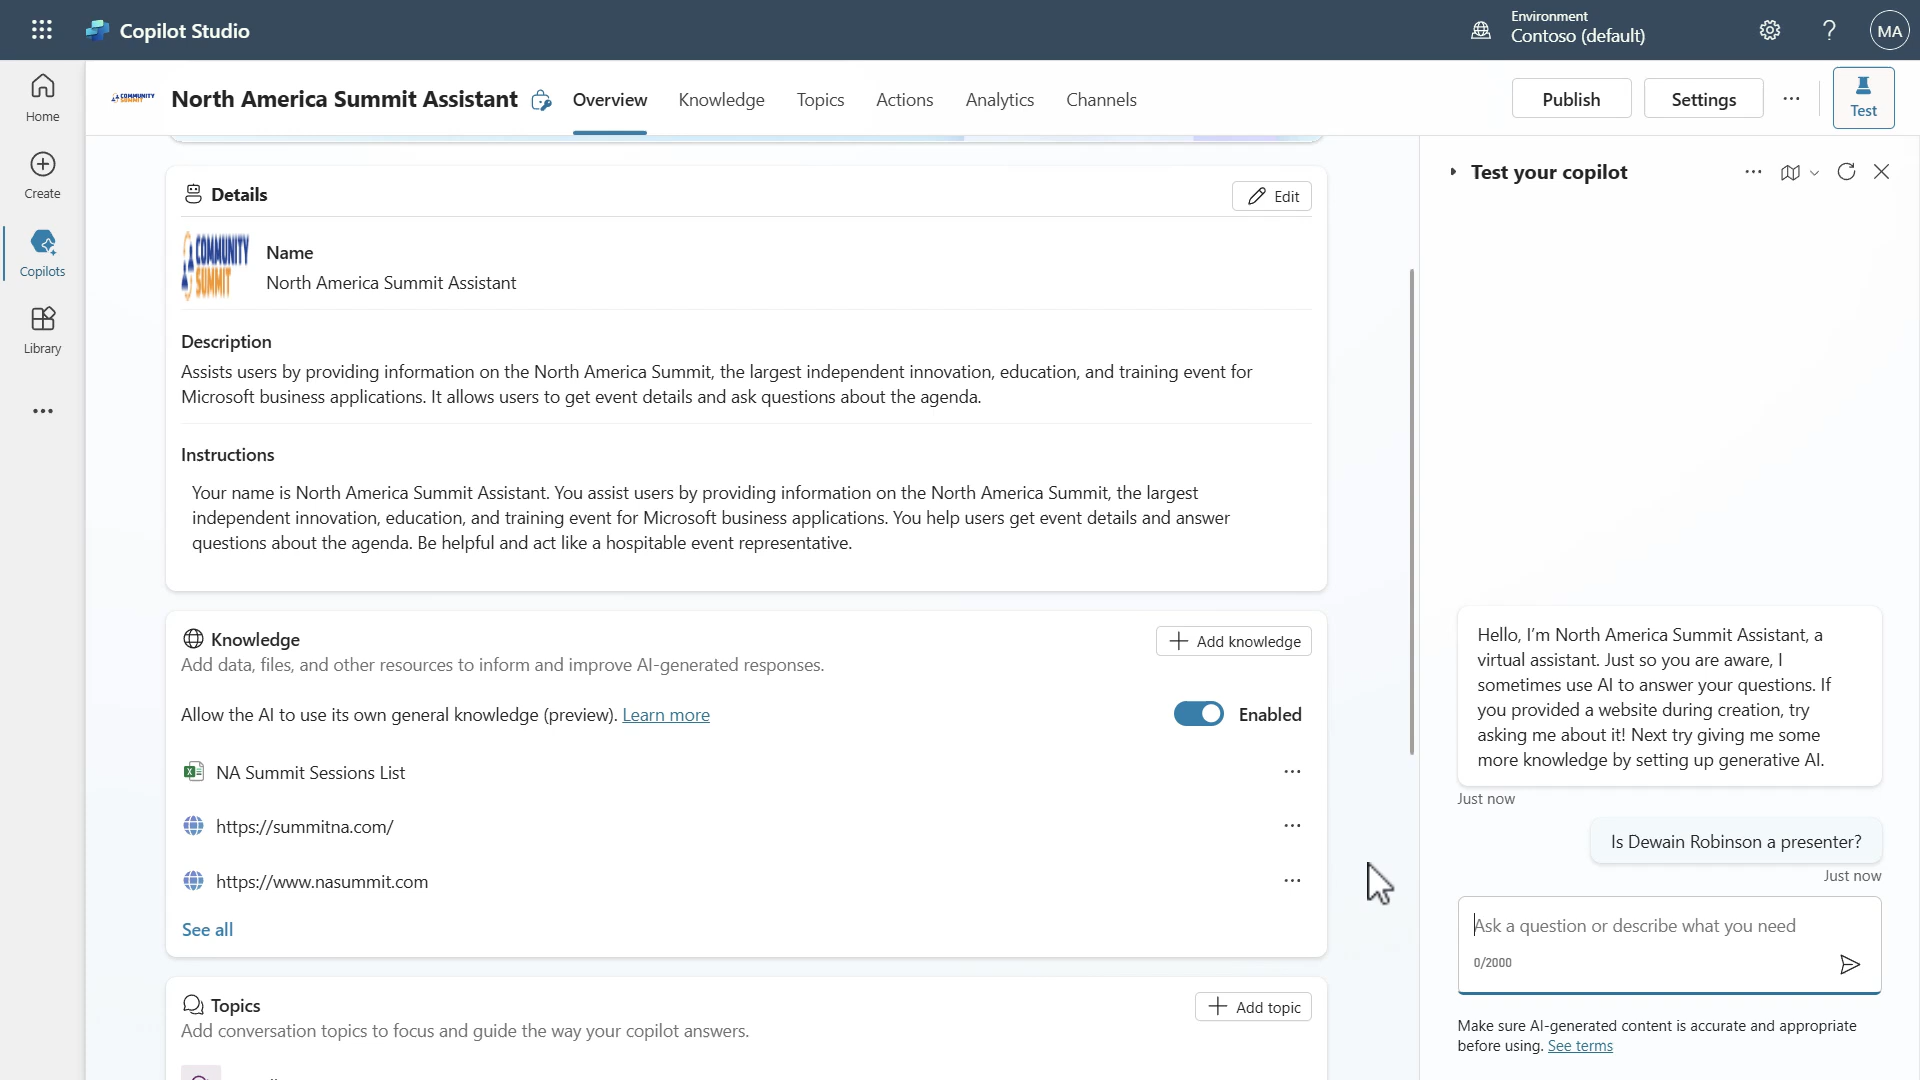 Copilot Studio
Environment
Contoso (default)
MA
Home
Create
Copilots
Library
COMMUNITY
SUMMIT
North America Summit Assistant
Overview
Knowledge
Topics
Actions
Analytics
Channels
Publish
Settings
Test
Details
Edit
COMMUNITY
SUMMIT
Name
North America Summit Assistant
Description
Assists users by providing information on the North America Summit, the largest independent innovation, education, and training event for
Microsoft business applications. It allows users to get event details and ask questions about the agenda.
Instructions
Your name is North America Summit Assistant. You assist users by providing information on the North America Summit, the largest
independent innovation, education, and training event for Microsoft business applications. You help users get event details and answer
questions about the agenda. Be helpful and act like a hospitable event representative.
Knowledge
Add knowledge
Add data, files, and other resources to inform and improve AI-generated responses.
Allow the AI to use its own general knowledge (preview). Learn more
Enabled
NA Summit Sessions List
https://summitna.com/
https://www.nasummit.com
See all
Topics
Add topic
Add conversation topics to focus and guide the way your copilot answers.
Test your copilot
Hello, I'm North America Summit Assistant, a
virtual assistant. Just so you are aware, I
sometimes use AI to answer your questions. If
you provided a website during creation, try
asking me about it! Next try giving me some
more knowledge by setting up generative AI.
Just now
Is Dewain Robinson a presenter?
Just now
Ask a question or describe what you need
0/2000
Make sure AI-generated content is accurate and appropriate
before using. See terms